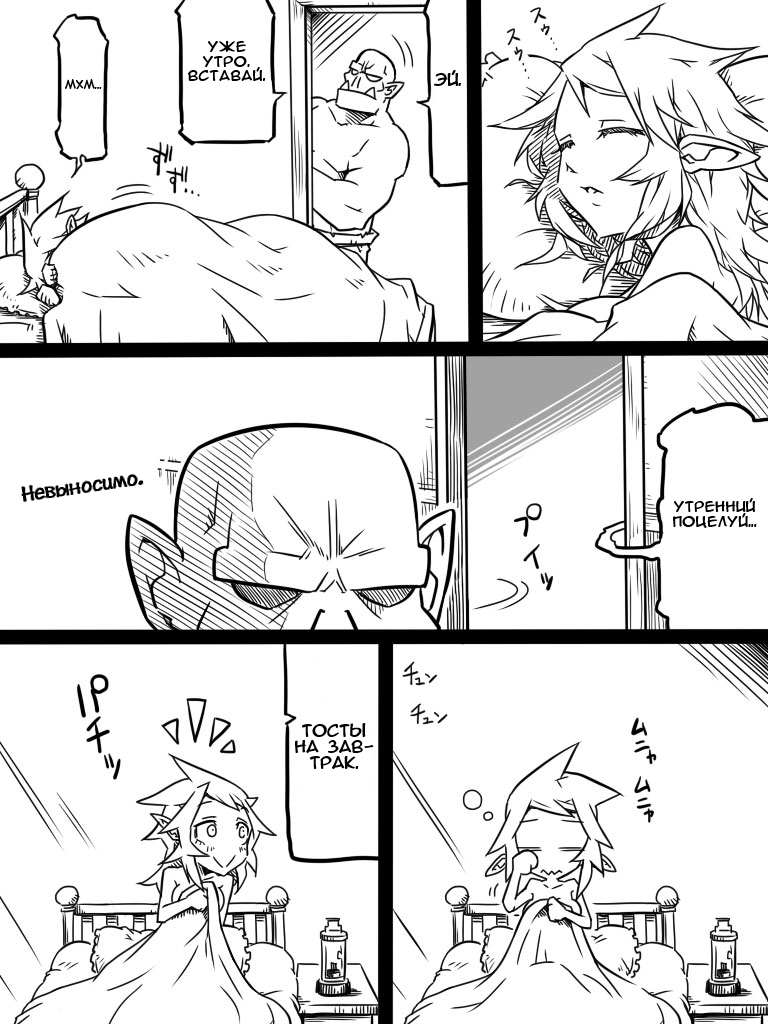 スゥ
スゥ…
ЭЙ.
УЖЕ
УТРО.
ВСТАВАЙ.
МХМ...
ずず…
УТРЕННИЙ
ПОЦЕЛУЙ...
プイッ
Невыносимо.
チュン
チュン
ムニャ
ムニャ
ТОСТЫ
НА ЗАВ-
ТРАК.
パチッ